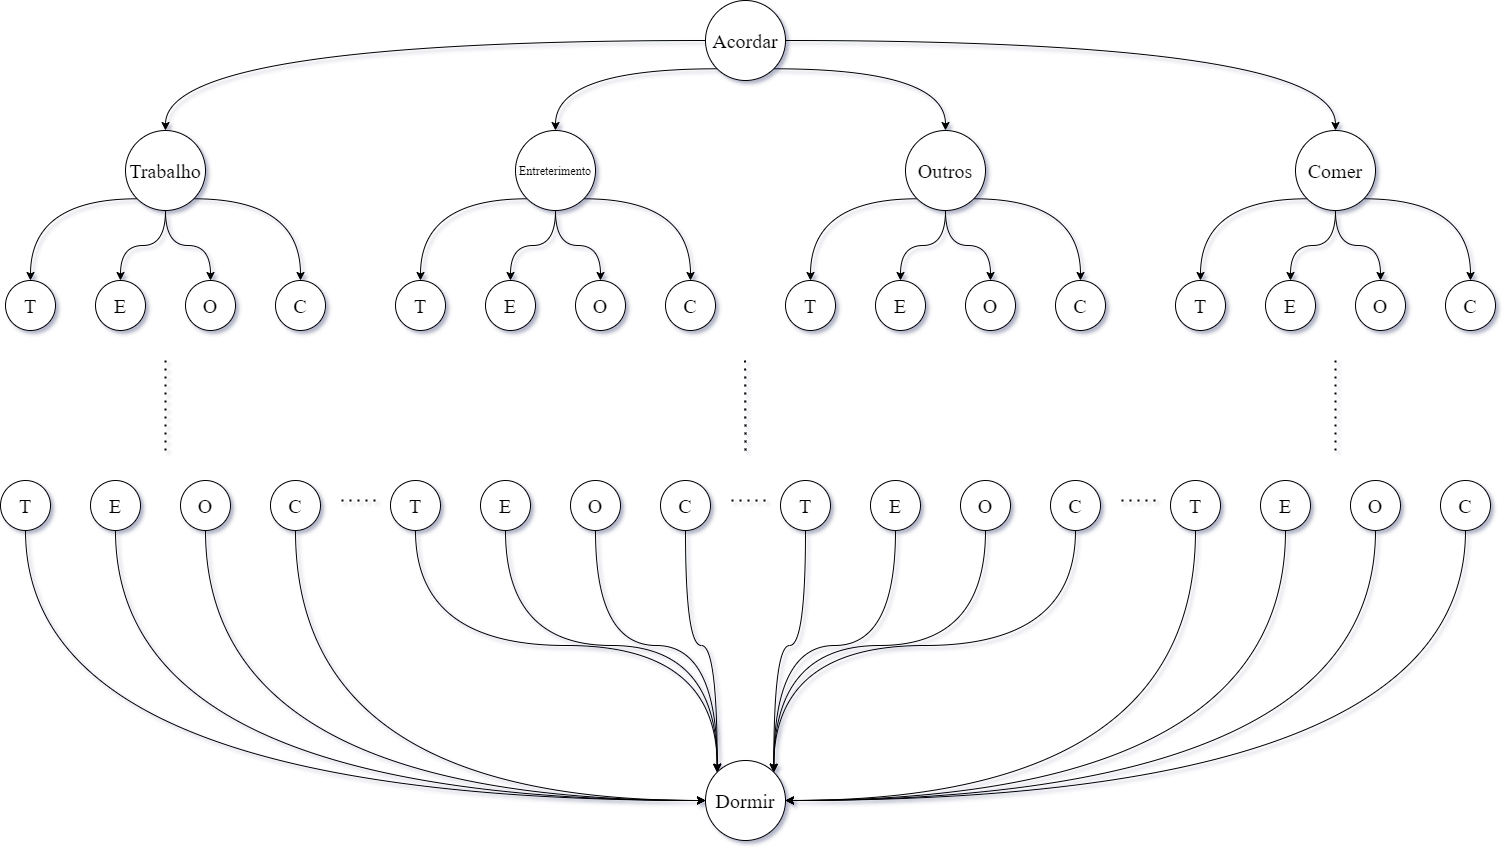 Acordar
Trabalho
Entreterimento
Outros
Comer
T E O C T E O C T E O C T E O C
T E O C ..... T E O C ..... T E O C ..... T E O C
Dormir